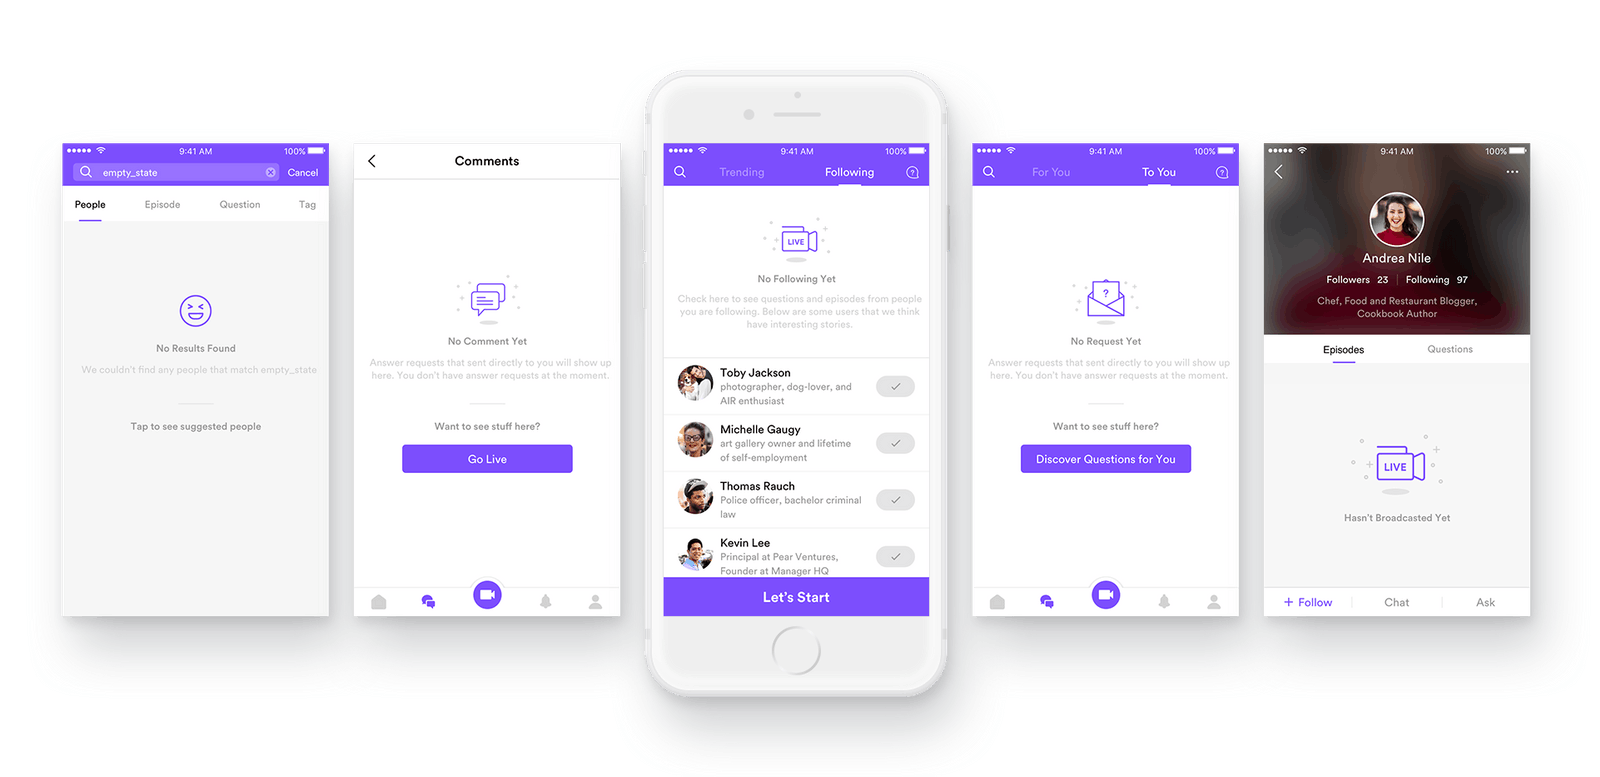 9:41 AM 100%
empty_state Cancel
People Episode Question Tag
No Results Found
We couldn't find any people that match empty_state
Tap to see suggested people
Comments
No Comment Yet
Answer requests that sent directly to you will show up
here. You don't have answer requests at the moment.
Want to see stuff here?
Go Live
9:41 AM 100%
Trending Following ?
LIVE
No Following Yet
Check here to see questions and episodes from people
you are following. Below are some users that we think
have interesting stories.
Toby Jackson
photographer, dog-lover, and
AIR enthusiast
Michelle Gaugy
art gallery owner and lifetime
of self-employment
Thomas Rauch
Police officer, bachelor criminal
law
Kevin Lee
Principal at Pear Ventures,
Founder at Manager HQ
Let's Start
9:41 AM 100%
For You To You ?
?
No Request Yet
Answer requests that sent directly to you will show up
here. You don't have answer requests at the moment.
Want to see stuff here?
Discover Questions for You
9:41 AM 100%
Andrea Nile
Followers 23 Following 97
Chef, Food and Restaurant Blogger,
Cookbook Author
Episodes Questions
LIVE
Hasn't Broadcasted Yet
+ Follow Chat Ask